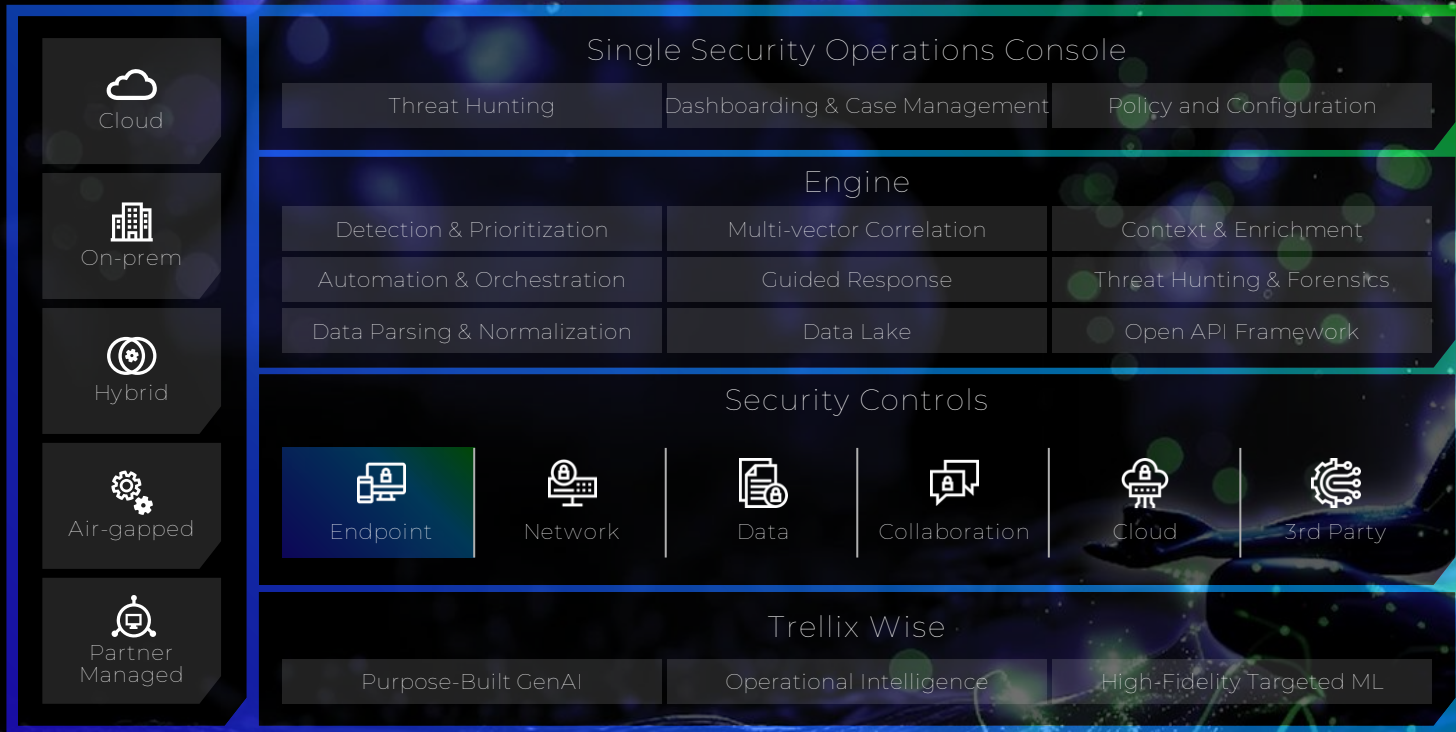 Cloud
On-prem
Hybrid
Air-gapped
Partner
Managed
Single Security Operations Console
Threat Hunting
Dashboarding & Case Management
Policy and Configuration
Engine
Detection & Prioritization
Multi-vector Correlation
Context & Enrichment
Automation & Orchestration
Guided Response
Threat Hunting & Forensics
Data Parsing & Normalization
Data Lake
Open API Framework
Security Controls
Endpoint
Network
Data
Collaboration
Cloud
3rd Party
Trellix Wise
Purpose-Built GenAI
Operational Intelligence
High-Fidelity Targeted ML